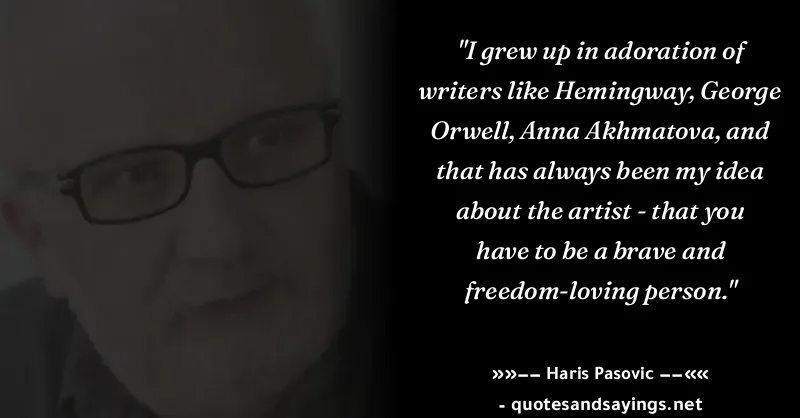 "I grew up in adoration of
writers like Hemingway, George
Orwell, Anna Akhmatova, and
that has always been my idea
about the artist - that you
have to be a brave and
freedom-loving person."
»»−− Haris Pasovic −−««
- quotesandsayings.net